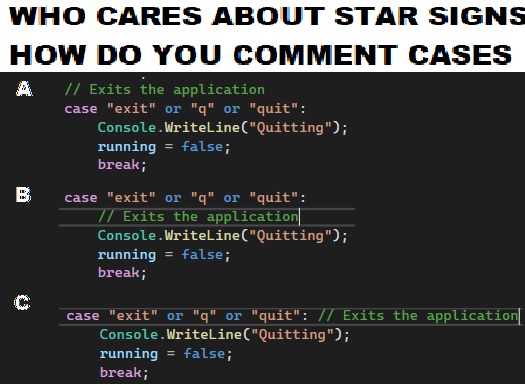 WHO CARES ABOUT STAR SIGNS
HOW DO YOU COMMENT CASES
A
// Exits the application
case "exit" or "q" or "quit":
Console.WriteLine("Quitting");
running = false;
break;
B
case "exit" or "q" or "quit":
// Exits the application
Console.WriteLine("Quitting");
running = false;
break;
C
case "exit" or "q" or "quit": // Exits the application
Console.WriteLine("Quitting");
running = false;
break;